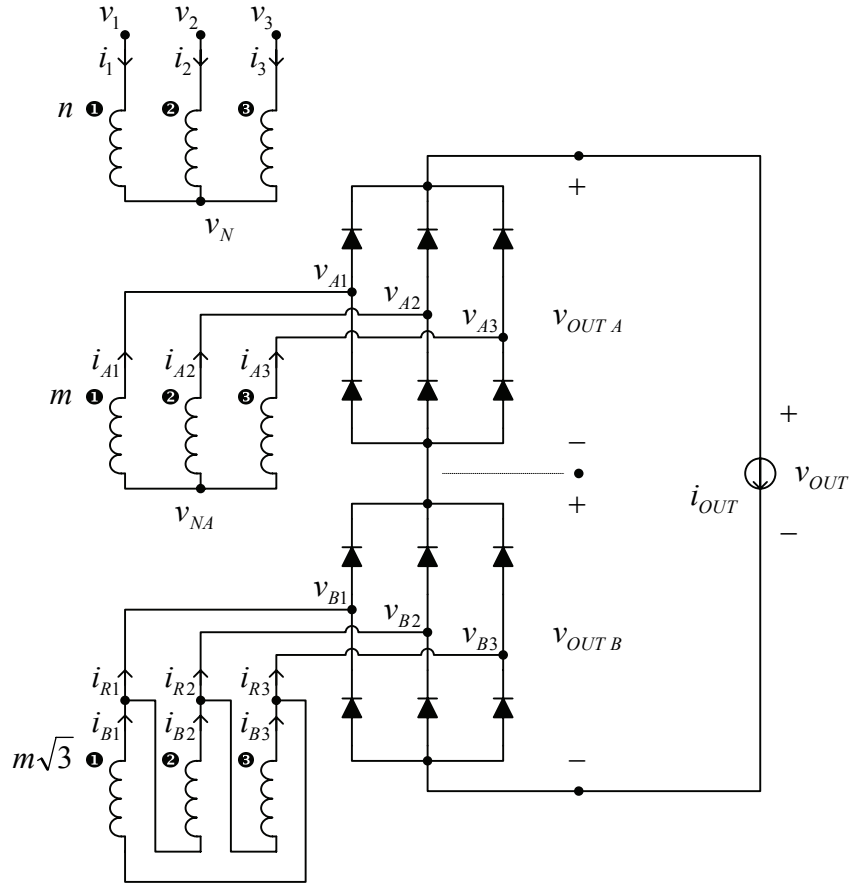 v1 v2 v3
i1 i2 i3
n ❶ ❷ ❸
vN
+
vA1
vA2
vA3 vOUT A
iA1 iA2 iA3
m ❶ ❷ ❸
−
vNA
+
iOUT vOUT
−
+
vB1
vB2
vB3 vOUT B
iR1 iR2 iR3
iB1 iB2 iB3
m√3 ❶ ❷ ❸
−